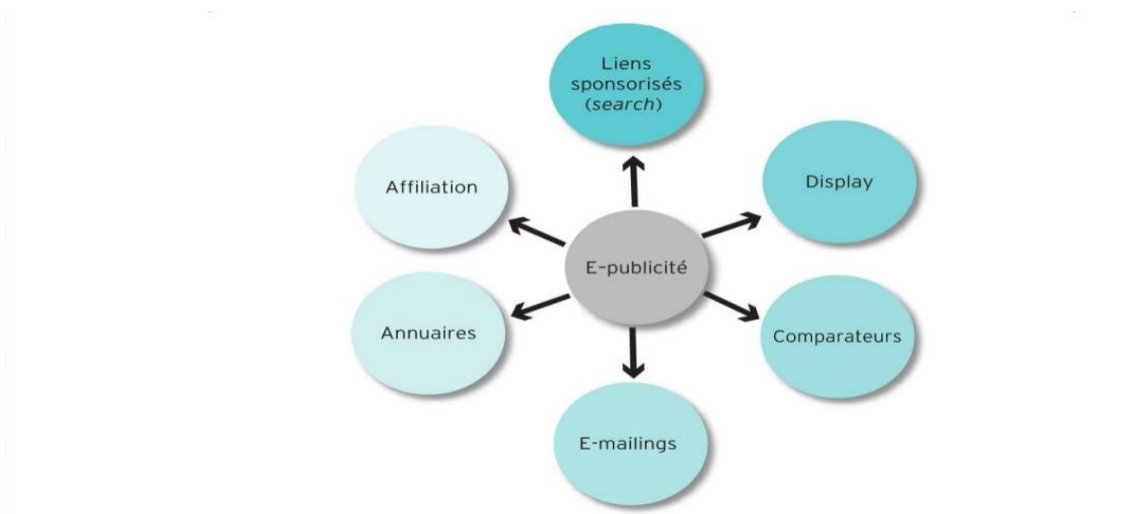 Liens
sponsorisés
(search)
Affiliation
Display
E-publicité
Annuaires
Comparateurs
E-mailings